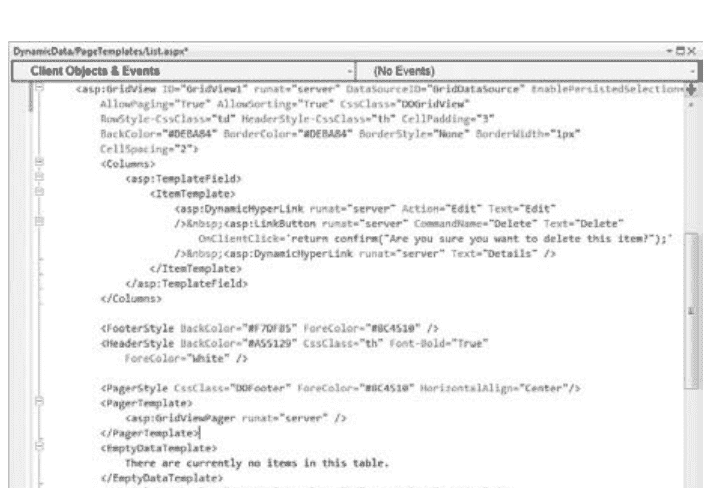 DynamicData/PageTemplates/List.aspx*
Client Objects & Events
(No Events)
<asp:GridView ID="GridView1" runat="server" DataSourceID="GridDataSource" EnablePersistedSelection=
AllowPaging="True" AllowSorting="True" CssClass="DDGridView"
RowStyle-CssClass="td" HeaderStyle-CssClass="th" CellPadding="3"
BackColor="#DEBA84" BorderColor="#DEBA84" BorderStyle="None" BorderWidth="1px"
CellSpacing="2">
<Columns>
<asp:TemplateField>
<ItemTemplate>
<asp:DynamicHyperLink runat="server" Action="Edit" Text="Edit"
/>&nbsp;<asp:LinkButton runat="server" CommandName="Delete" Text="Delete"
OnClientClick='return confirm("Are you sure you want to delete this item?");'
/>&nbsp;<asp:DynamicHyperLink runat="server" Text="Details" />
</ItemTemplate>
</asp:TemplateField>
</Columns>
<FooterStyle BackColor="#F7DFB5" ForeColor="#8C4510" />
<HeaderStyle BackColor="#A55129" CssClass="th" Font-Bold="True"
ForeColor="White" />
<PagerStyle CssClass="DDFooter" ForeColor="#8C4510" HorizontalAlign="Center"/>
<PagerTemplate>
<asp:GridViewPager runat="server" />
</PagerTemplate>
<EmptyDataTemplate>
There are currently no items in this table.
</EmptyDataTemplate>